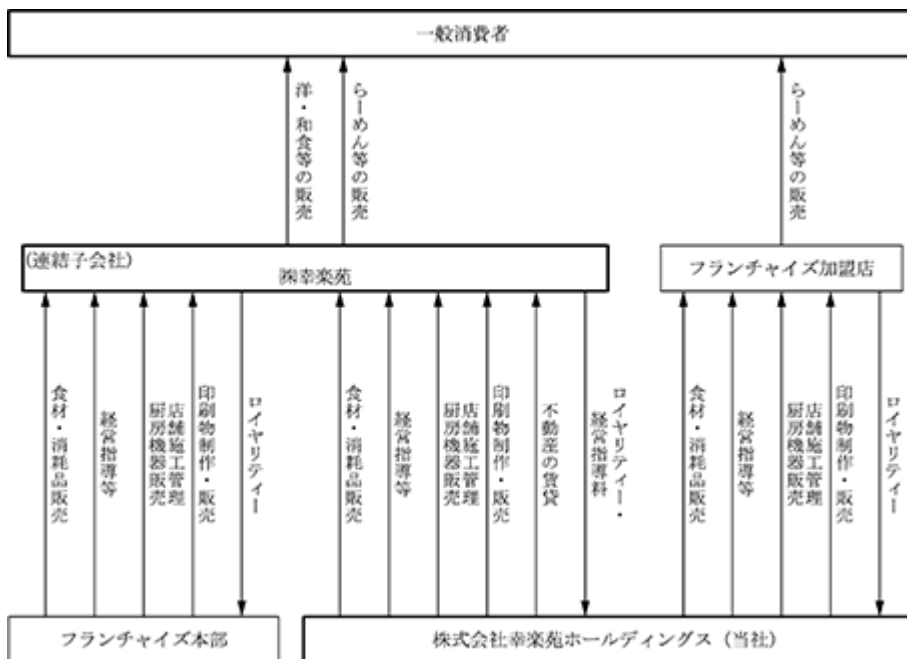 一般消費者
洋・和食等の販売
らーめん等の販売
らーめん等の販売
(連結子会社)
㈱幸楽苑
フランチャイズ加盟店
食材・消耗品販売
経営指導等
店舗施工管理
厨房機器販売
印刷物制作・販売
ロイヤリティー
食材・消耗品販売
経営指導等
店舗施工管理
厨房機器販売
印刷物制作・販売
不動産の賃貸
ロイヤリティー・
経営指導料
食材・消耗品販売
経営指導等
店舗施工管理
厨房機器販売
印刷物制作・販売
ロイヤリティー
フランチャイズ本部
株式会社幸楽苑ホールディングス（当社）